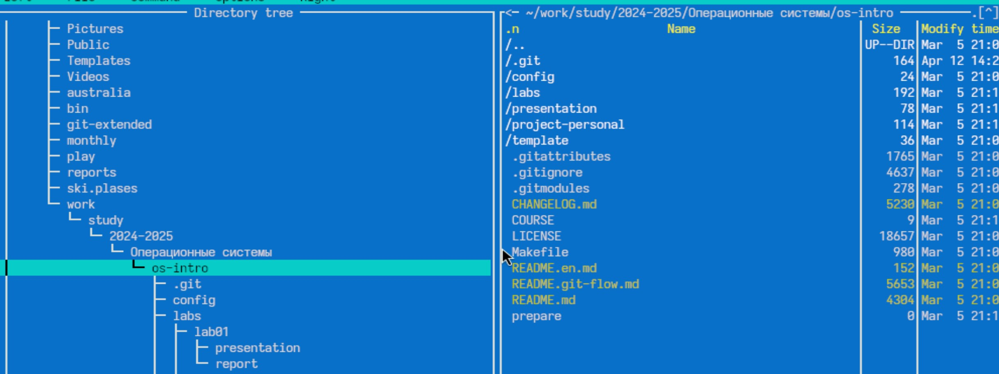 Left File Command Options Right
Directory tree
Pictures
Public
Templates
Videos
australia
bin
git-extended
monthly
play
reports
ski.plases
work
study
2024-2025
Операционные системы
os-intro
.git
config
labs
lab01
presentation
report
<─ ~/work/study/2024-2025/Операционные системы/os-intro .[^]
.n Name Size Modify time
/.. UP--DIR Mar 5 21:0
/.git 164 Apr 12 14:2
/config 24 Mar 5 21:0
/labs 192 Mar 5 21:1
/presentation 78 Mar 5 21:1
/project-personal 114 Mar 5 21:1
/template 36 Mar 5 21:0
.gitattributes 1765 Mar 5 21:0
.gitignore 4637 Mar 5 21:0
.gitmodules 278 Mar 5 21:0
CHANGELOG.md 5230 Mar 5 21:0
COURSE 9 Mar 5 21:1
LICENSE 18657 Mar 5 21:0
Makefile 980 Mar 5 21:0
README.en.md 152 Mar 5 21:0
README.git-flow.md 5653 Mar 5 21:0
README.md 4304 Mar 5 21:0
prepare 0 Mar 5 21:1